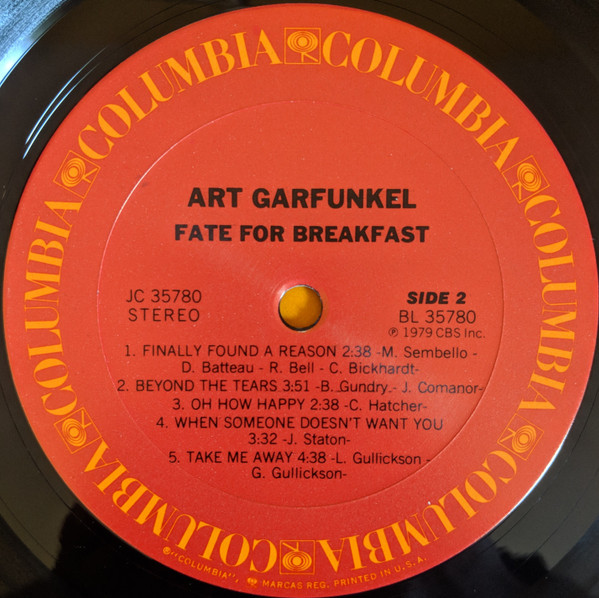 COLUMBIA COLUMBIA COLUMBIA COLUMBIA COLUMBIA COLUMBIA
ART GARFUNKEL
FATE FOR BREAKFAST
JC 35780
STEREO
SIDE 2
BL 35780
℗ 1979 CBS Inc.
1. FINALLY FOUND A REASON 2:38 -M. Sembello -
D. Batteau - R. Bell - C. Bickhardt-
2. BEYOND THE TEARS 3:51 -B. Gundry.- J. Comanor-
3. OH HOW HAPPY 2:38 -C. Hatcher-
4. WHEN SOMEONE DOESN'T WANT YOU
3:32 -J. Staton-
5. TAKE ME AWAY 4:38 -L. Gullickson -
G. Gullickson-
® "COLUMBIA", MARCAS REG. PRINTED IN U.S.A.